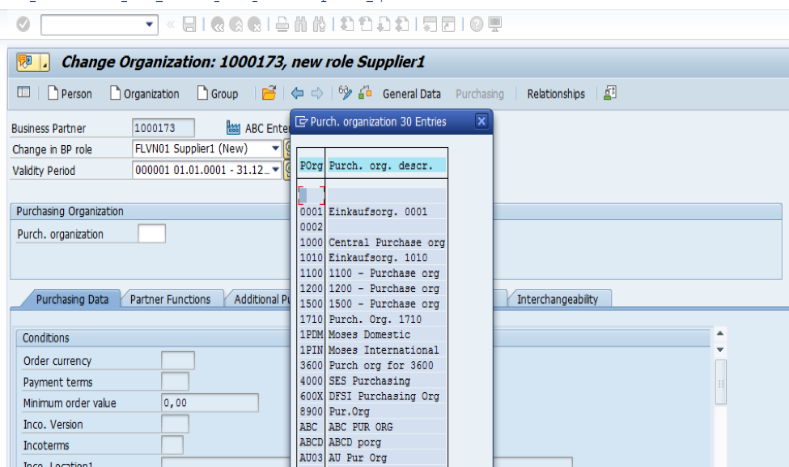 Change Organization: 1000173, new role Supplier1
Person Organization Group General Data Purchasing Relationships
Business Partner 1000173 ABC Ente
Change in BP role FLVN01 Supplier1 (New)
Validity Period 000001 01.01.0001 - 31.12..
Purch. organization 30 Entries
POrg Purch. org. descr.
0001 Einkaufsorg. 0001
0002
1000 Central Purchase org
1010 Einkaufsorg. 1010
1100 1100 - Purchase org
1200 1200 - Purchase org
1500 1500 - Purchase org
1710 Purch. Org. 1710
1PDM Moses Domestic
1PIN Moses International
3600 Purch org for 3600
4000 SES Purchasing
600X DFSI Purchasing Org
8900 Pur.Org
ABC ABC PUR ORG
ABCD ABCD porg
AU03 AU Pur Org
Purchasing Organization
Purch. organization
Purchasing Data Partner Functions Additional Pu Interchangeability
Conditions
Order currency
Payment terms
Minimum order value 0,00
Inco. Version
Incoterms
Inco. Location1